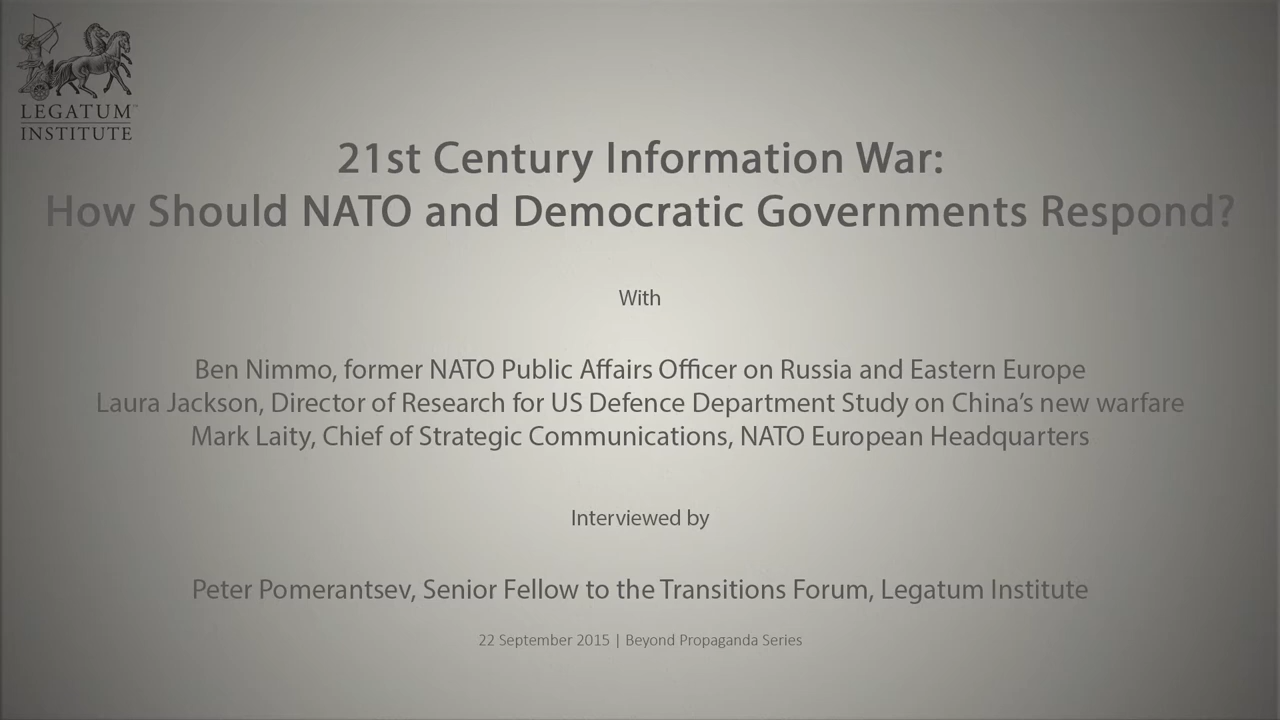 LEGATUM
INSTITUTE
21st Century Information War:
How Should NATO and Democratic Governments Respond?
With
Ben Nimmo, former NATO Public Affairs Officer on Russia and Eastern Europe
Laura Jackson, Director of Research for US Defence Department Study on China's new warfare
Mark Laity, Chief of Strategic Communications, NATO European Headquarters
Interviewed by
Peter Pomerantsev, Senior Fellow to the Transitions Forum, Legatum Institute
22 September 2015 | Beyond Propaganda Series